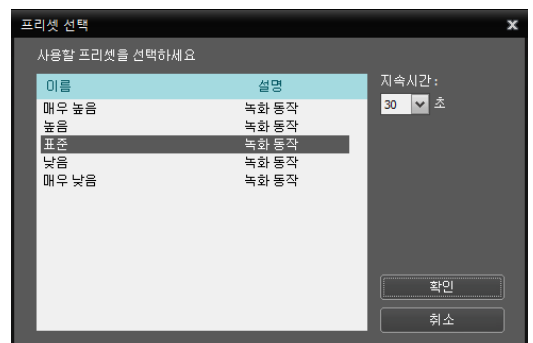 프리셋 선택 x
사용할 프리셋을 선택하세요
이름 설명
매우 높음 녹화 동작
높음 녹화 동작
표준 녹화 동작
낮음 녹화 동작
매우 낮음 녹화 동작
지속시간:
30 초
확인
취소